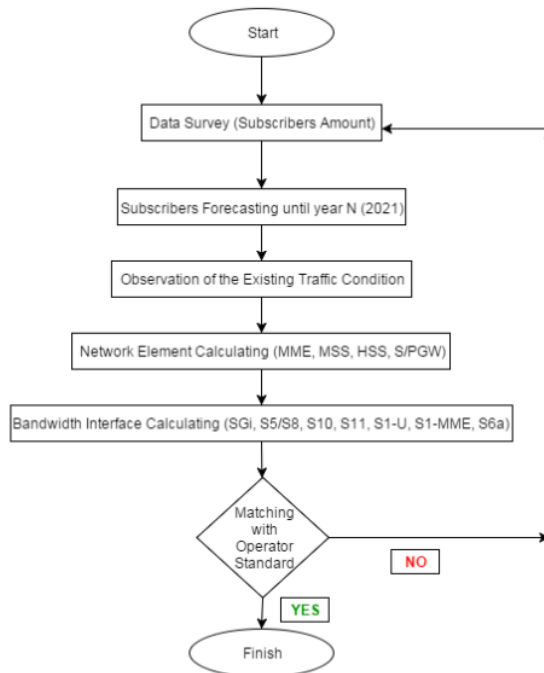 Start
Data Survey (Subscribers Amount)
Subscribers Forecasting until year N (2021)
Observation of the Existing Traffic Condition
Network Element Calculating (MME, MSS, HSS, S/PGW)
Bandwidth Interface Calculating (SGi, S5/S8, S10, S11, S1-U, S1-MME, S6a)
Matching
with
Operator
Standard
NO
YES
Finish